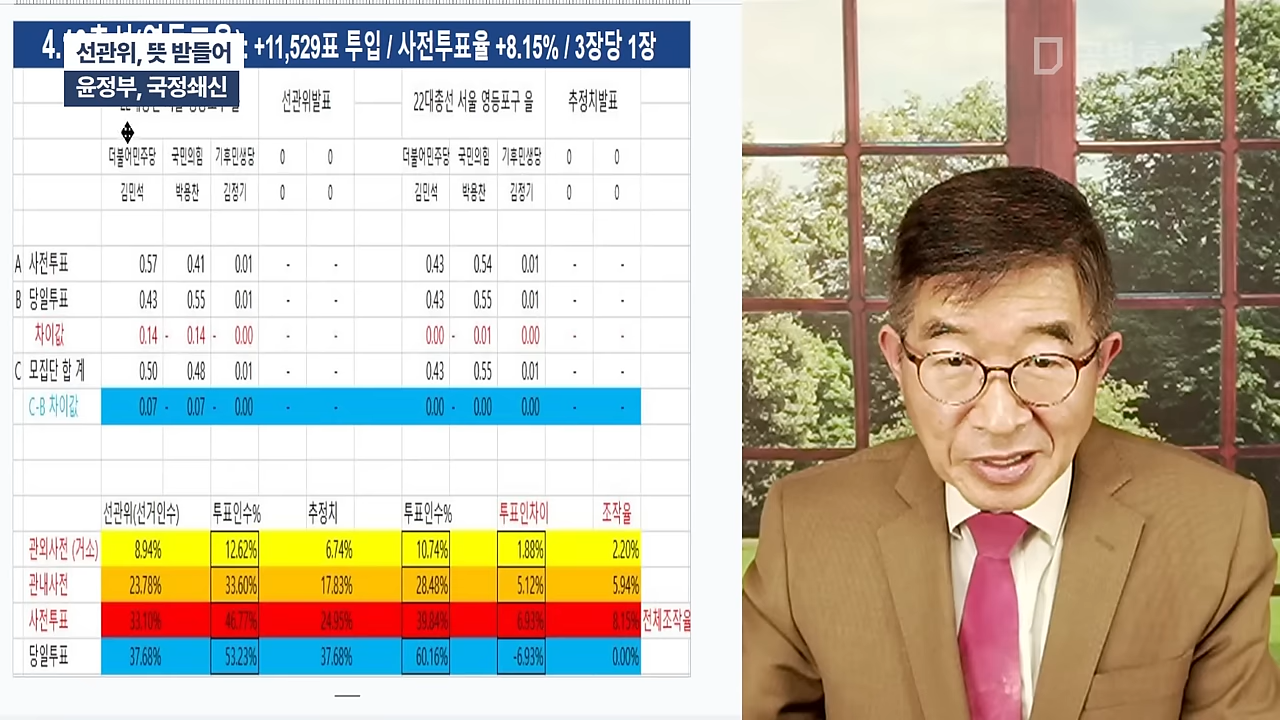 선관위, 뜻 받들어
윤정부, 국정쇄신
+11,529표 투입 / 사전투표율 +8.15% / 3장당 1장
선관위발표 22대총선 서울 영등포구 을 추정치발표
더불어민주당 국민의힘 기후민생당 0 0 더불어민주당 국민의힘 기후민생당 0 0
김민석 박용찬 김정기 0 0 김민석 박용찬 김정기 0 0
A 사전투표 0.57 0.41 0.01 - - 0.43 0.54 0.01 - -
B 당일투표 0.43 0.55 0.01 - - 0.43 0.55 0.01 - -
차이값 0.14 - 0.14 - 0.00 - - 0.00 - 0.01 0.00 - -
C 모집단 합 계 0.50 0.48 0.01 - - 0.43 0.55 0.01 - -
C-B 차이값 0.07 - 0.07 - 0.00 - - 0.00 - 0.00 0.00 - -
선관위(선거인수) 투표인수% 추정치 투표인수% 투표인차이 조작율
관외사전 (거소) 8.94% 12.62% 6.74% 10.74% 1.88% 2.20%
관내사전 23.78% 33.60% 17.83% 28.48% 5.12% 5.94%
사전투표 33.10% 46.77% 24.95% 39.84% 6.93% 8.15% 전체조작율
당일투표 37.68% 53.23% 37.68% 60.16% -6.93% 0.00%